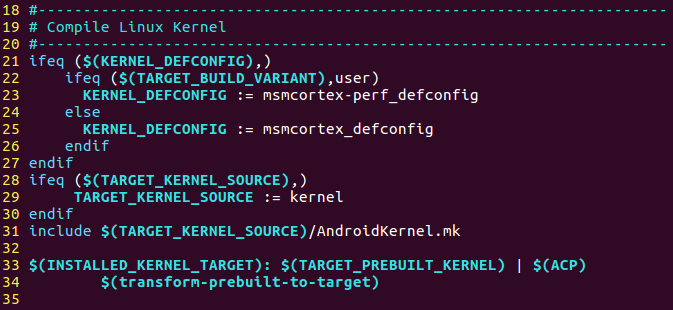 18 #----------------------------------------------------------------------
19 # Compile Linux Kernel
20 #----------------------------------------------------------------------
21 ifeq ($(KERNEL_DEFCONFIG),)
22     ifeq ($(TARGET_BUILD_VARIANT),user)
23       KERNEL_DEFCONFIG := msmcortex-perf_defconfig
24     else
25       KERNEL_DEFCONFIG := msmcortex_defconfig
26     endif
27 endif
28 ifeq ($(TARGET_KERNEL_SOURCE),)
29      TARGET_KERNEL_SOURCE := kernel
30 endif
31 include $(TARGET_KERNEL_SOURCE)/AndroidKernel.mk
32
33 $(INSTALLED_KERNEL_TARGET): $(TARGET_PREBUILT_KERNEL) | $(ACP)
34         $(transform-prebuilt-to-target)
35